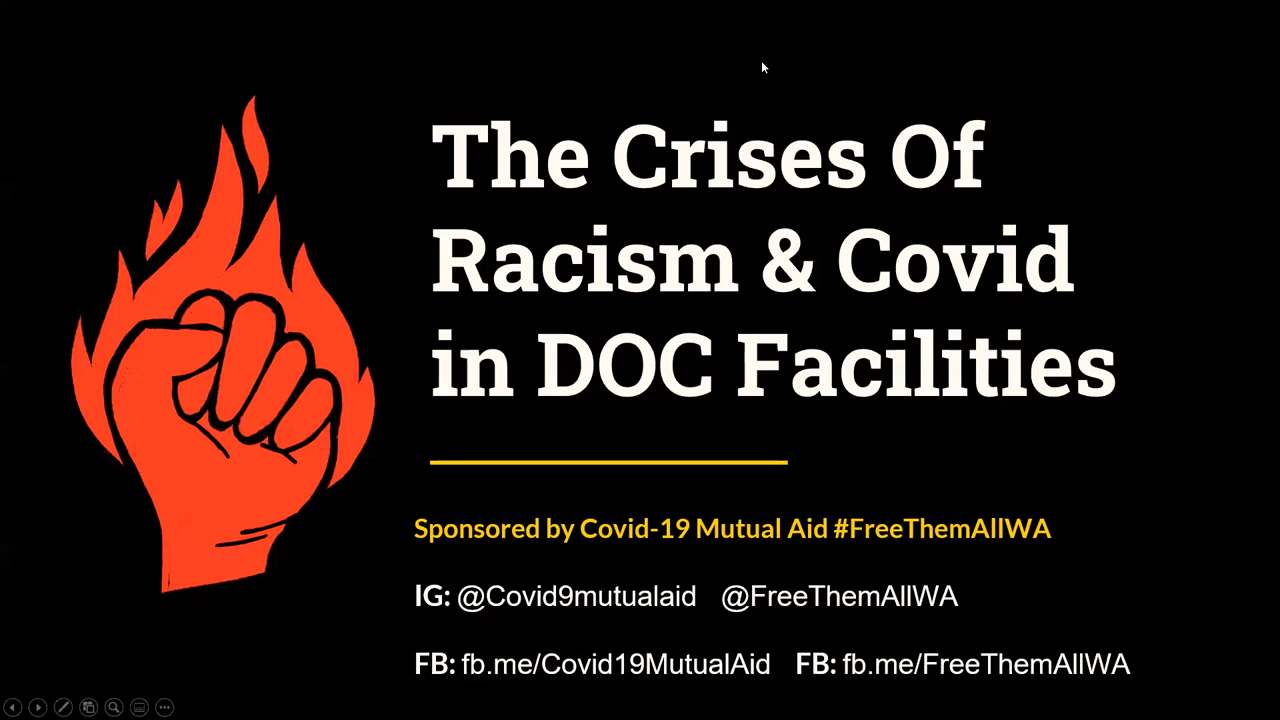 The Crises Of
Racism & Covid
in DOC Facilities
Sponsored by Covid-19 Mutual Aid #FreeThemAllWA
IG: @Covid9mutualaid @FreeThemAllWA
FB: fb.me/Covid19MutualAid FB: fb.me/FreeThemAllWA